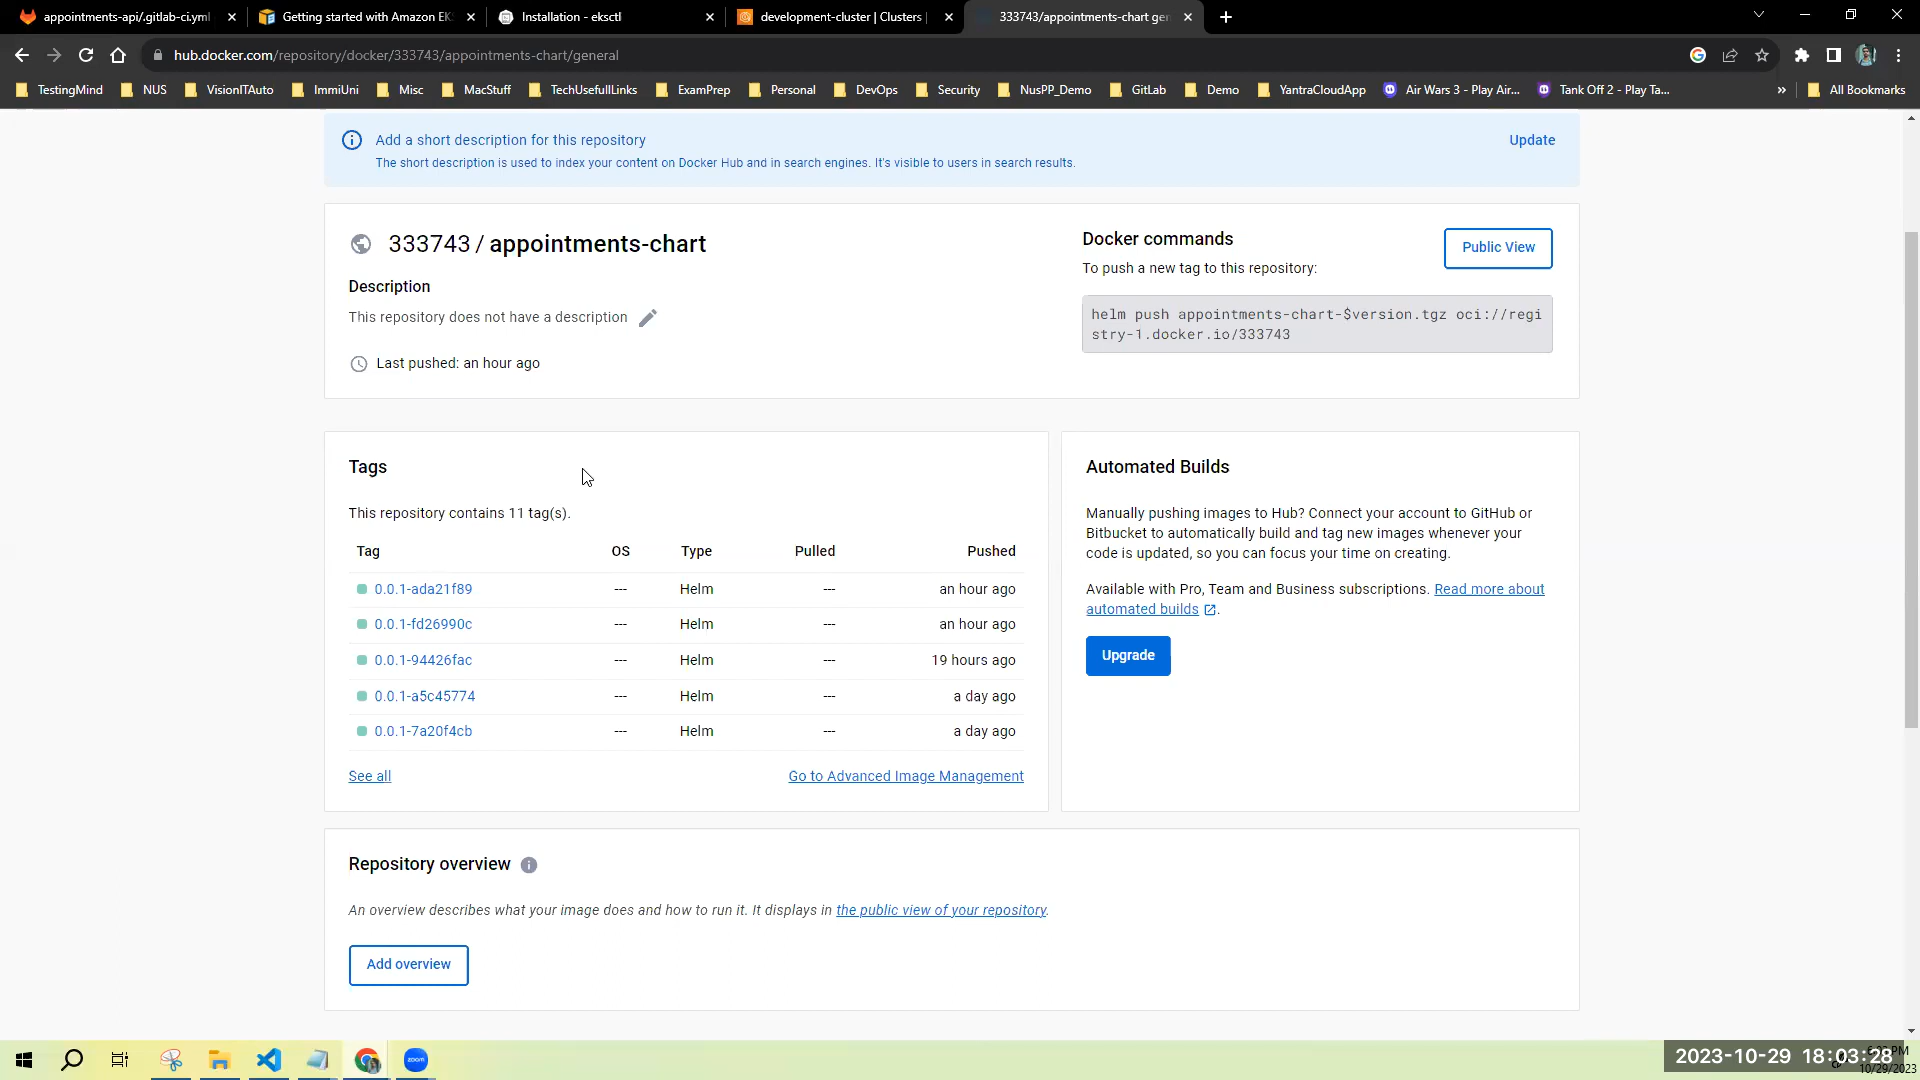 appointments-api/.gitlab-ci.yml
Getting started with Amazon EKS
Installation - eksctl
development-cluster | Clusters |
333743/appointments-chart gen
hub.docker.com/repository/docker/333743/appointments-chart/general
TestingMind
NUS
VisionITAuto
ImmiUni
Misc
MacStuff
TechUsefullLinks
ExamPrep
Personal
DevOps
Security
NusPP_Demo
GitLab
Demo
YantraCloudApp
Air Wars 3 - Play Air...
Tank Off 2 - Play Ta...
»
All Bookmarks
Add a short description for this repository
Update
The short description is used to index your content on Docker Hub and in search engines. It's visible to users in search results.
333743 / appointments-chart
Description
This repository does not have a description
Last pushed: an hour ago
Docker commands
Public View
To push a new tag to this repository:
helm push appointments-chart-$version.tgz oci://regi
stry-1.docker.io/333743
Tags
This repository contains 11 tag(s).
Tag OS Type Pulled Pushed
0.0.1-ada21f89 --- Helm --- an hour ago
0.0.1-fd26990c --- Helm --- an hour ago
0.0.1-94426fac --- Helm --- 19 hours ago
0.0.1-a5c45774 --- Helm --- a day ago
0.0.1-7a20f4cb --- Helm --- a day ago
See all
Go to Advanced Image Management
Automated Builds
Manually pushing images to Hub? Connect your account to GitHub or
Bitbucket to automatically build and tag new images whenever your
code is updated, so you can focus your time on creating.
Available with Pro, Team and Business subscriptions. Read more about
automated builds .
Upgrade
Repository overview
An overview describes what your image does and how to run it. It displays in the public view of your repository.
Add overview
zoom
2023-10-29 18:03:28
PM
10/29/2023